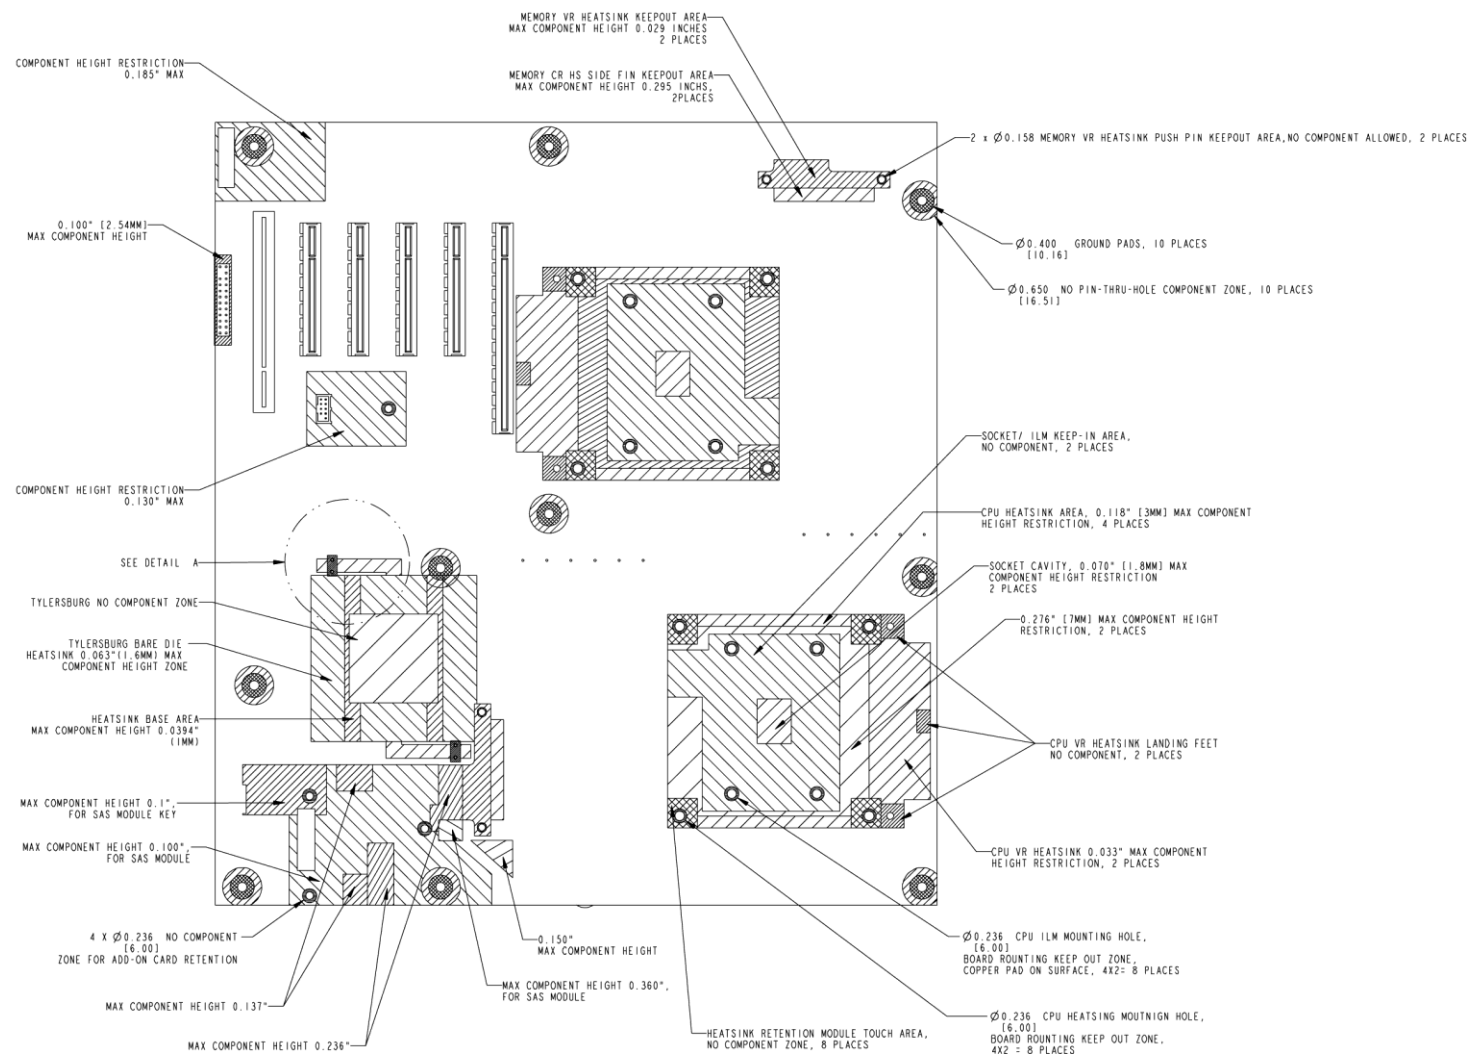 MEMORY VR HEATSINK KEEPOUT AREA
MAX COMPONENT HEIGHT 0.029 INCHES
2 PLACES
COMPONENT HEIGHT RESTRICTION
0.185" MAX
MEMORY CR HS SIDE FIN KEEPOUT AREA
MAX COMPONENT HEIGHT 0.295 INCHS,
2PLACES
2 x Ø0.158 MEMORY VR HEATSINK PUSH PIN KEEPOUT AREA,NO COMPONENT ALLOWED, 2 PLACES
0.100" [2.54MM]
MAX COMPONENT HEIGHT
Ø0.400 GROUND PADS, 10 PLACES
[10.16]
Ø0.650 NO PIN-THRU-HOLE COMPONENT ZONE, 10 PLACES
[16.51]
SOCKET/ ILM KEEP-IN AREA,
NO COMPONENT, 2 PLACES
COMPONENT HEIGHT RESTRICTION
0.130" MAX
CPU HEATSINK AREA, 0.118" [3MM] MAX COMPONENT
HEIGHT RESTRICTION, 4 PLACES
SEE DETAIL A
SOCKET CAVITY, 0.070" [1.8MM] MAX
COMPONENT HEIGHT RESTRICTION
2 PLACES
TYLERSBURG NO COMPONENT ZONE
0.276" [7MM] MAX COMPONENT HEIGHT
RESTRICTION, 2 PLACES
TYLERSBURG BARE DIE
HEATSINK 0.063"(1.6MM) MAX
COMPONENT HEIGHT ZONE
HEATSINK BASE AREA
MAX COMPONENT HEIGHT 0.0394"
(1MM)
CPU VR HEATSINK LANDING FEET
NO COMPONENT, 2 PLACES
MAX COMPONENT HEIGHT 0.1",
FOR SAS MODULE KEY
MAX COMPONENT HEIGHT 0.100",
FOR SAS MODULE
CPU VR HEATSINK 0.033" MAX COMPONENT
HEIGHT RESTRICTION, 2 PLACES
4 X Ø0.236 NO COMPONENT
[6.00]
ZONE FOR ADD-ON CARD RETENTION
0.150"
MAX COMPONENT HEIGHT
Ø0.236 CPU ILM MOUNTING HOLE,
[6.00]
BOARD ROUNTING KEEP OUT ZONE,
COPPER PAD ON SURFACE, 4X2= 8 PLACES
MAX COMPONENT HEIGHT 0.360",
FOR SAS MODULE
MAX COMPONENT HEIGHT 0.137"
Ø0.236 CPU HEATSING MOUTNIGN HOLE,
[6.00]
BOARD ROUNTING KEEP OUT ZONE,
4X2 = 8 PLACES
HEATSINK RETENTION MODULE TOUCH AREA,
NO COMPONENT ZONE, 8 PLACES
MAX COMPONENT HEIGHT 0.236"